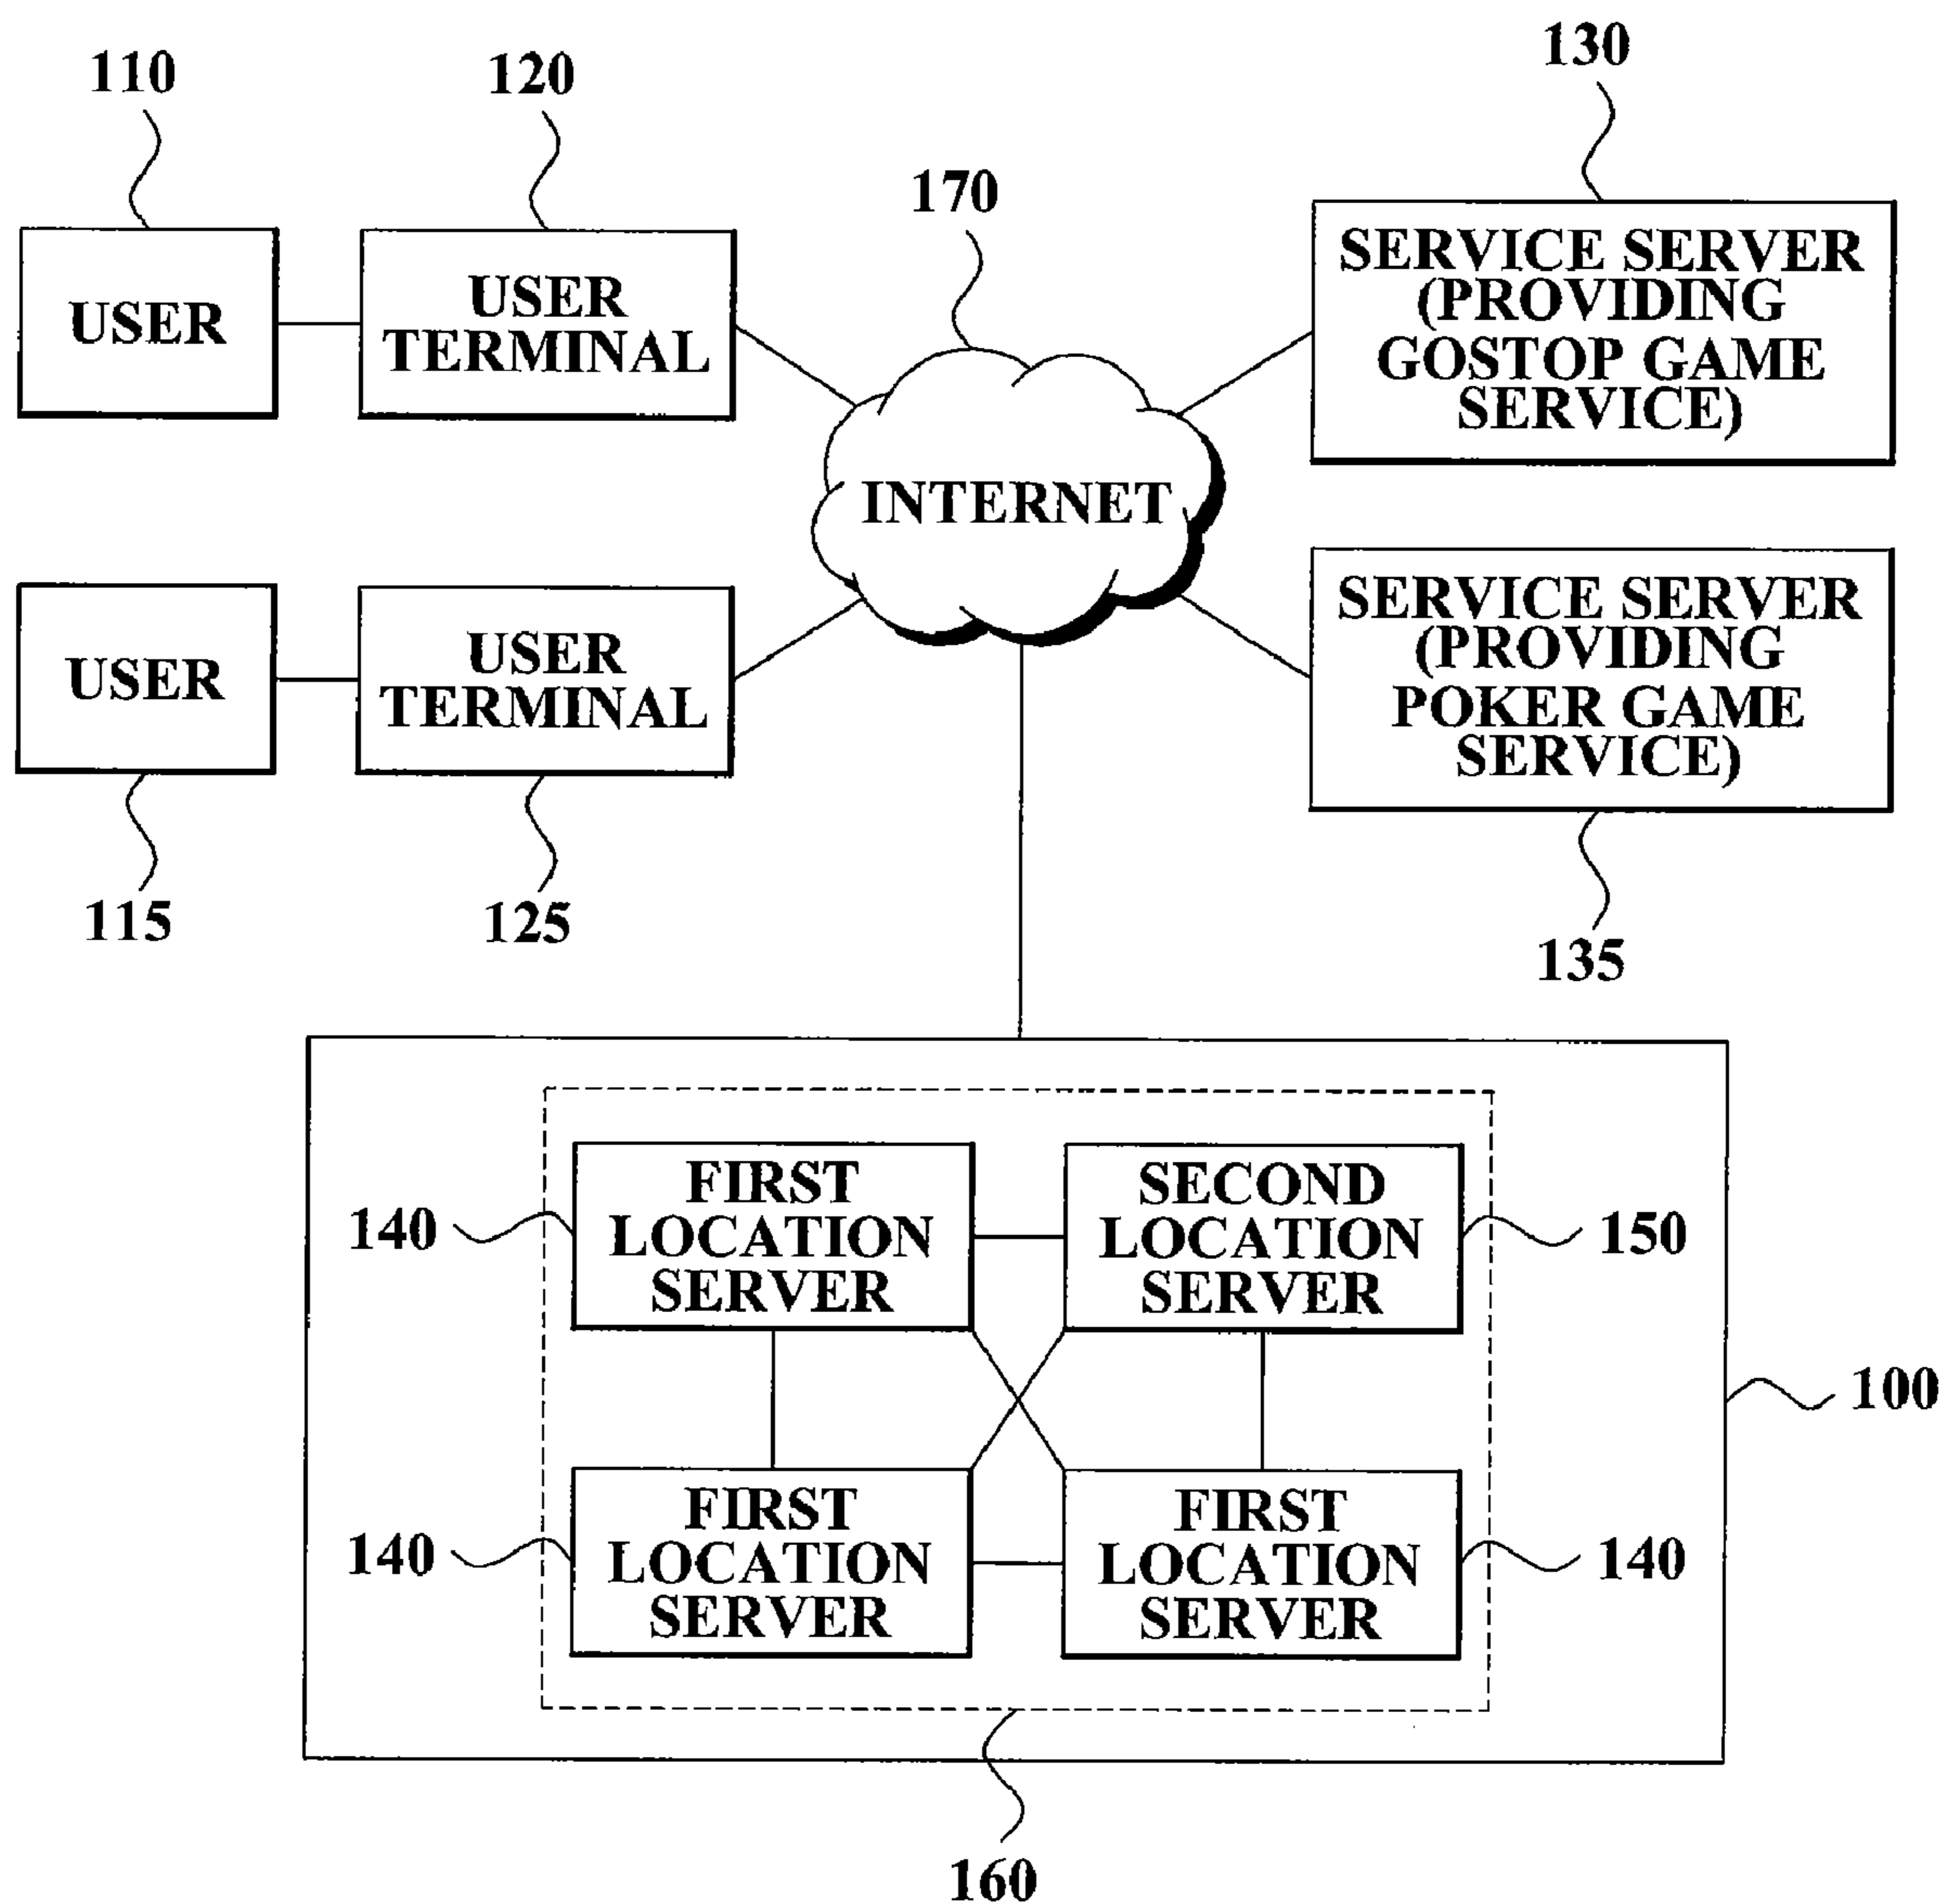 110
120
130
170
USER
USER
TERMINAL
SERVICE SERVER
(PROVIDING
GOSTOP GAME
SERVICE)
INTERNET
USER
USER
TERMINAL
SERVICE SERVER
(PROVIDING
POKER GAME
SERVICE)
115
125
135
140
FIRST
LOCATION
SERVER
SECOND
LOCATION
SERVER
150
100
140
FIRST
LOCATION
SERVER
FIRST
LOCATION
SERVER
140
160